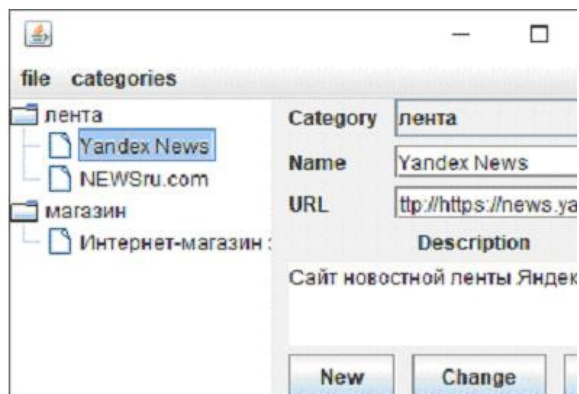 file categories
лента
Yandex News
NEWSru.com
магазин
Интернет-магазин
Category лента
Name Yandex News
URL ttp://https://news.ya
Description
Сайт новостной ленты Яндек
New Change